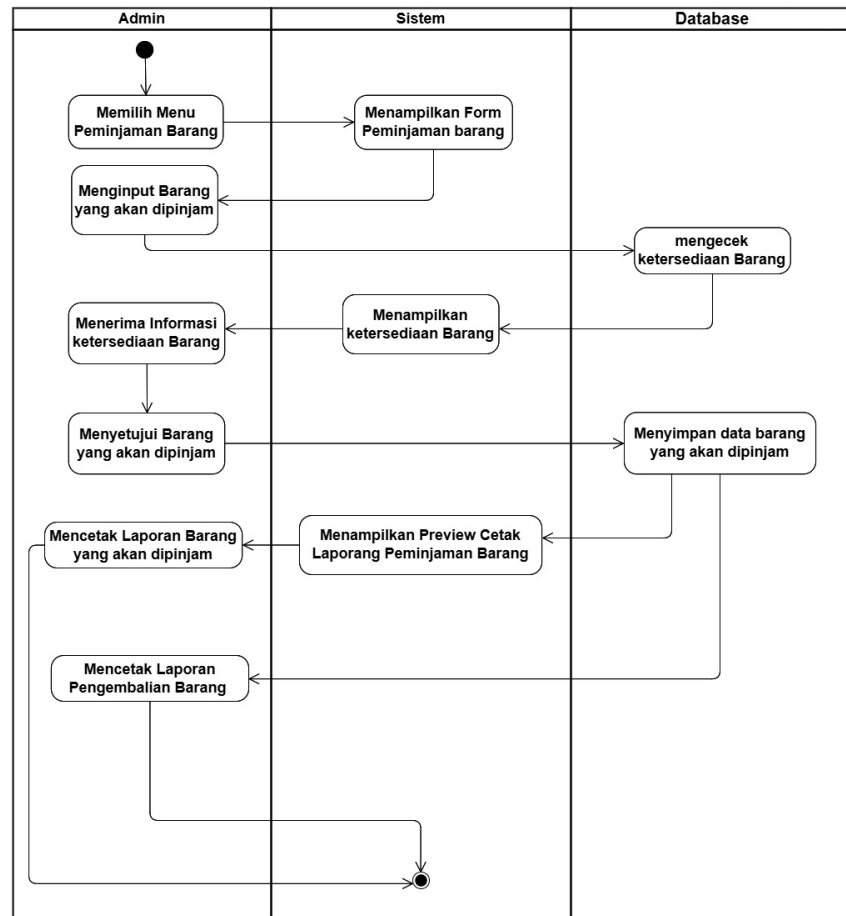 Admin
Sistem
Database
Memilih Menu
Peminjaman Barang
Menampilkan Form
Peminjaman barang
Menginput Barang
yang akan dipinjam
mengecek
ketersediaan Barang
Menampilkan
ketersediaan Barang
Menerima Informasi
ketersediaan Barang
Menyetujui Barang
yang akan dipinjam
Menyimpan data barang
yang akan dipinjam
Menampilkan Preview Cetak
Laporang Peminjaman Barang
Mencetak Laporan Barang
yang akan dipinjam
Mencetak Laporan
Pengembalian Barang